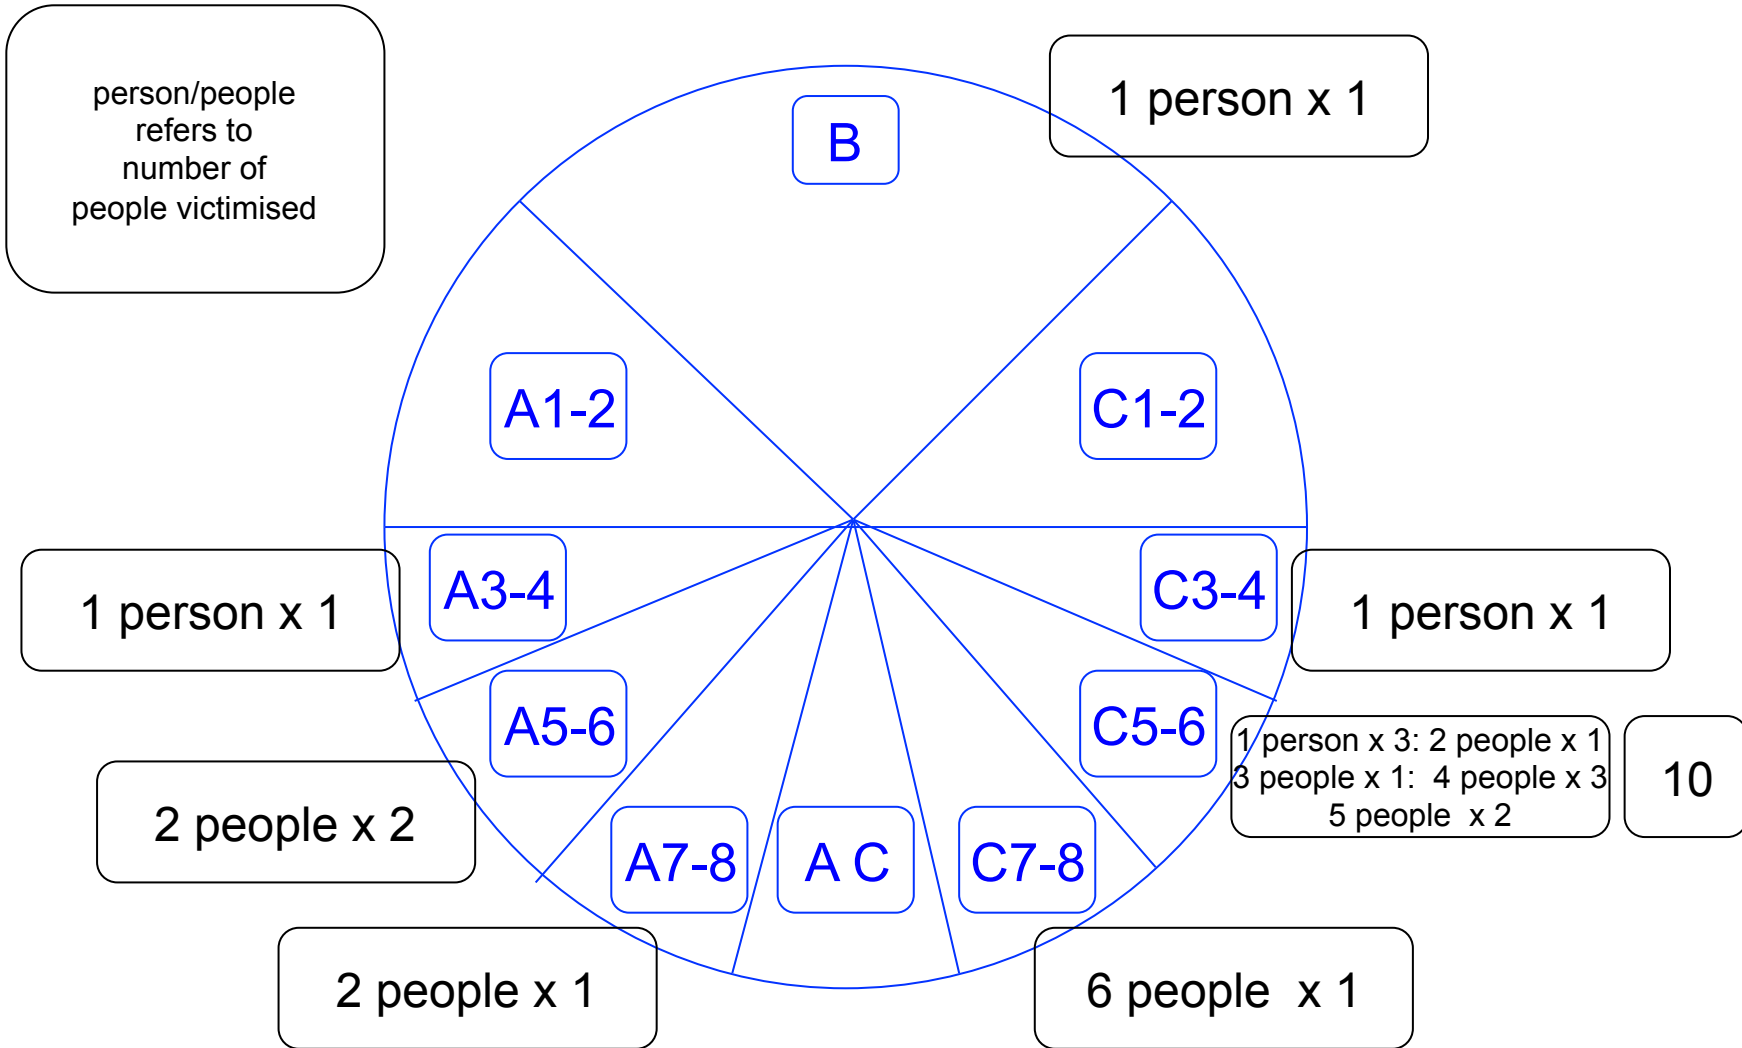 person/people
refers to
number of
people victimised
1 person x 1
B
A1-2
C1-2
A3-4
C3-4
1 person x 1
1 person x 1
A5-6
C5-6
1 person x 3: 2 people x 1
3 people x 1:  4 people x 3
5 people  x 2
10
2 people x 2
A7-8
A C
C7-8
2 people x 1
6 people  x 1